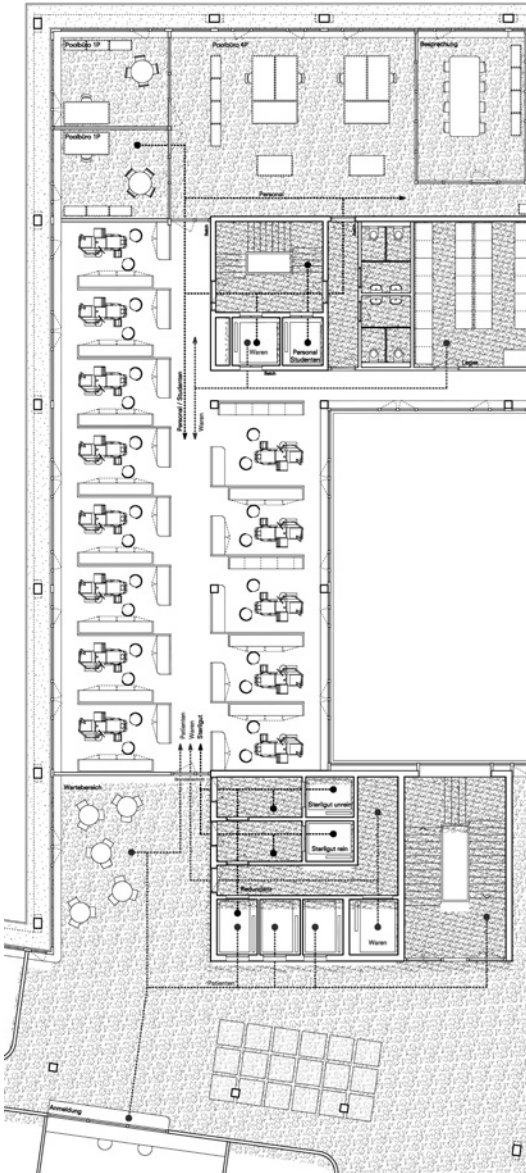 Poolbüro 1P
Poolbüro 4P
Besprechung
Poolbüro 1P
Personal
Waren
Personal
Studenten
Lager
Personal / Studenten
Waren
Patienten
Waren
Sterilgut
Wartebereich
Sterilgut unrein
Sterilgut rein
Redundanz
Waren
Patienten
Anmeldung